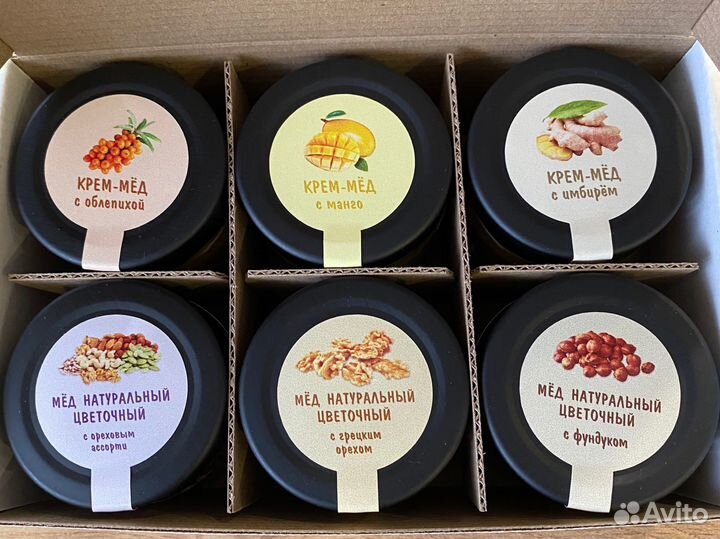 КРЕМ-МЁД
с облепихой
КРЕМ-МЁД
с манго
КРЕМ-МЁД
с имбирём
МЁД НАТУРАЛЬНЫЙ
ЦВЕТОЧНЫЙ
с ореховым
ассорти
МЁД НАТУРАЛЬНЫЙ
ЦВЕТОЧНЫЙ
с грецким
орехом
МЁД НАТУРАЛЬНЫЙ
ЦВЕТОЧНЫЙ
с фундуком
Avito